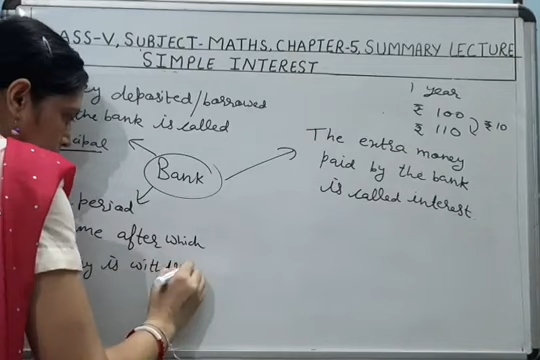 ASS-V, SUBJECT-MATHS, CHAPTER-5, SUMMARY LECTURE
SIMPLE INTEREST
y deposited/borrowed
the bank is called
cipal
Bank
period
me after which
y is withd
1 year
₹ 100
₹ 110
₹10
The extra money
paid by the bank
is called interest.